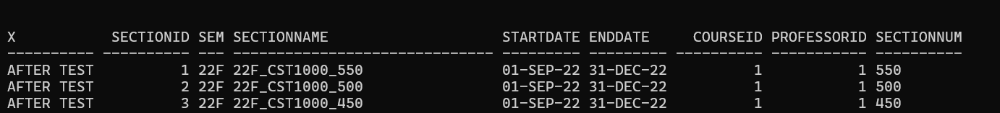 X           SECTIONID SEM SECTIONNAME                    STARTDATE ENDDATE     COURSEID PROFESSORID SECTIONNUM
---------- ---------- --- ------------------------------ --------- --------- ---------- ----------- ----------
AFTER TEST          1 22F 22F_CST1000_550                01-SEP-22 31-DEC-22          1           1 550
AFTER TEST          2 22F 22F_CST1000_500                01-SEP-22 31-DEC-22          1           1 500
AFTER TEST          3 22F 22F_CST1000_450                01-SEP-22 31-DEC-22          1           1 450